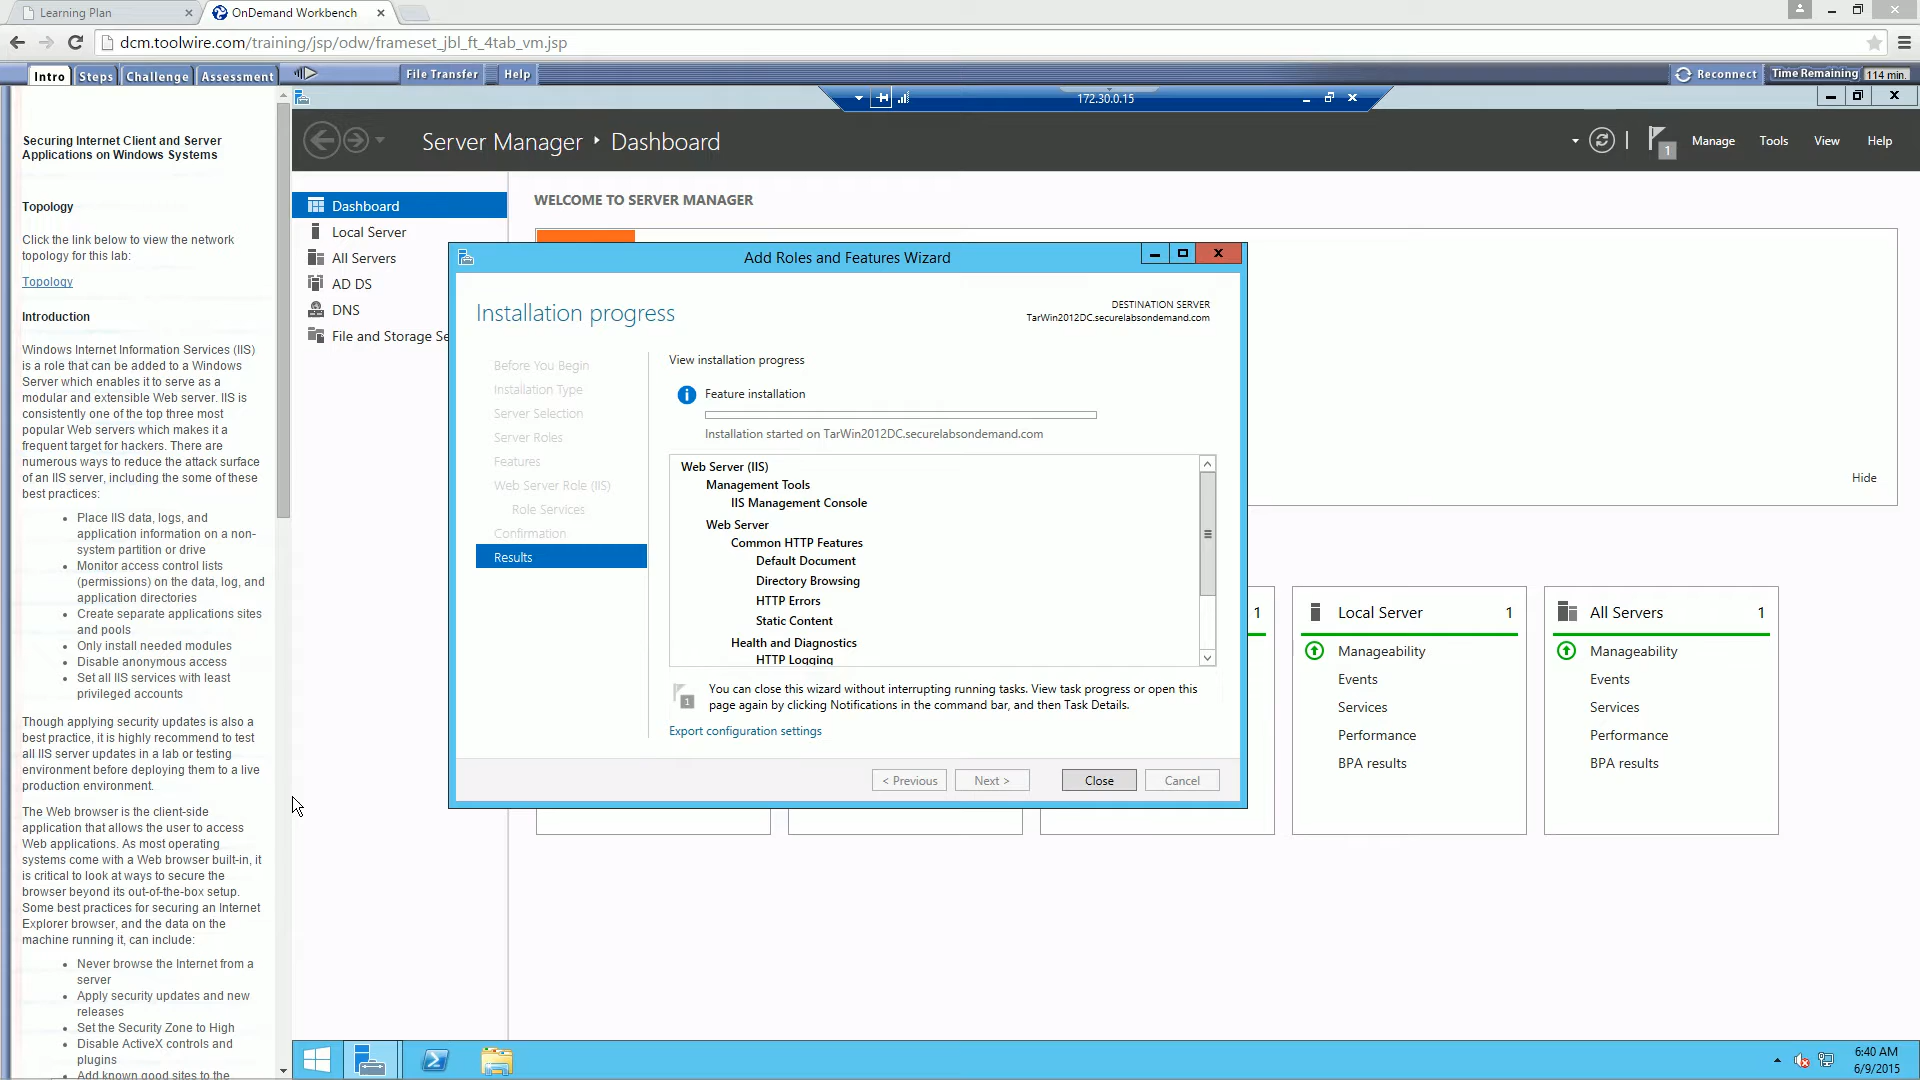 Learning Plan
OnDemand Workbench
dcm.toolwire.com/training/jsp/odw/frameset_jbl_ft_4tab_vm.jsp
Intro
Steps
Challenge
Assessment
File Transfer
Help
Reconnect
Time Remaining
114 min.
172.30.0.15
Securing Internet Client and Server
Applications on Windows Systems
Topology
Click the link below to view the network
topology for this lab:
Topology
Introduction
Windows Internet Information Services (IIS)
is a role that can be added to a Windows
Server which enables it to serve as a
modular and extensible Web server. IIS is
consistently one of the top three most
popular Web servers which makes it a
frequent target for hackers. There are
numerous ways to reduce the attack surface
of an IIS server, including the some of these
best practices:
• Place IIS data, logs, and
application information on a non-
system partition or drive
• Monitor access control lists
(permissions) on the data, log, and
application directories
• Create separate applications sites
and pools
• Only install needed modules
• Disable anonymous access
• Set all IIS services with least
privileged accounts
Though applying security updates is also a
best practice, it is highly recommend to test
all IIS server updates in a lab or testing
environment before deploying them to a live
production environment.
The Web browser is the client-side
application that allows the user to access
Web applications. As most operating
systems come with a Web browser built-in, it
is critical to look at ways to secure the
browser beyond its out-of-the-box setup.
Some best practices for securing an Internet
Explorer browser, and the data on the
machine running it, can include:
• Never browse the Internet from a
server
• Apply security updates and new
releases
• Set the Security Zone to High
• Disable ActiveX controls and
plugins
• Add known good sites to the
Server Manager
Dashboard
1
Manage
Tools
View
Help
Dashboard
Local Server
All Servers
AD DS
DNS
File and Storage Se
WELCOME TO SERVER MANAGER
Hide
Add Roles and Features Wizard
Installation progress
DESTINATION SERVER
TarWin2012DC.securelabsondemand.com
Before You Begin
Installation Type
Server Selection
Server Roles
Features
Web Server Role (IIS)
Role Services
Confirmation
Results
View installation progress
Feature installation
Installation started on TarWin2012DC.securelabsondemand.com
Web Server (IIS)
Management Tools
IIS Management Console
Web Server
Common HTTP Features
Default Document
Directory Browsing
HTTP Errors
Static Content
Health and Diagnostics
HTTP Logging
1
You can close this wizard without interrupting running tasks. View task progress or open this
page again by clicking Notifications in the command bar, and then Task Details.
Export configuration settings
< Previous
Next >
Close
Cancel
1
Local Server
1
Manageability
Events
Services
Performance
BPA results
All Servers
1
Manageability
Events
Services
Performance
BPA results
6:40 AM
6/9/2015